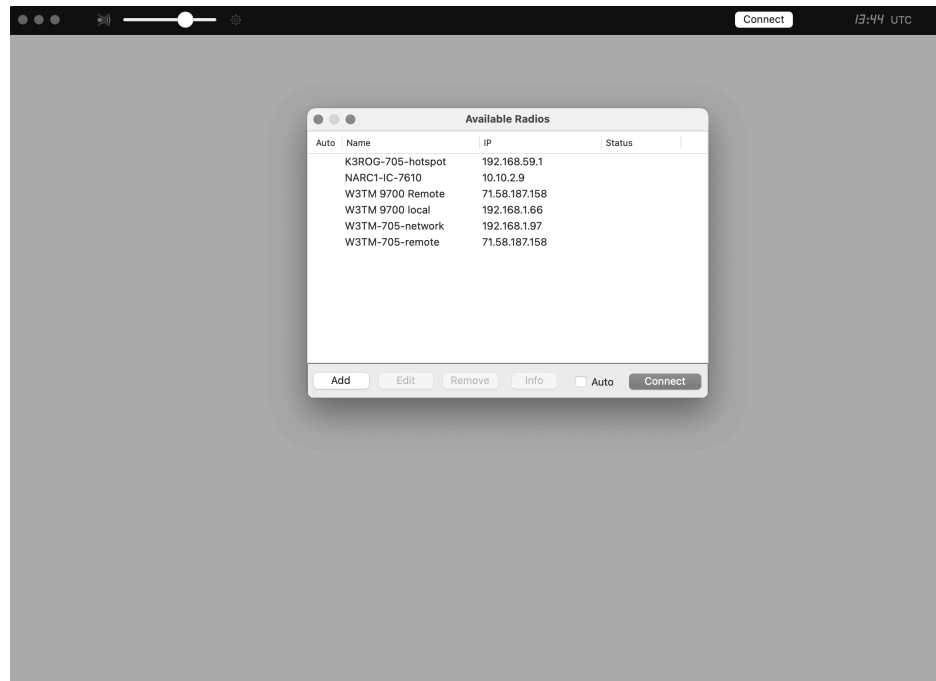 Connect 13:44 UTC
Available Radios
Auto Name IP Status
K3ROG-705-hotspot 192.168.59.1
NARC1-IC-7610 10.10.2.9
W3TM 9700 Remote 71.58.187.158
W3TM 9700 local 192.168.1.66
W3TM-705-network 192.168.1.97
W3TM-705-remote 71.58.187.158
Add Edit Remove Info Auto Connect